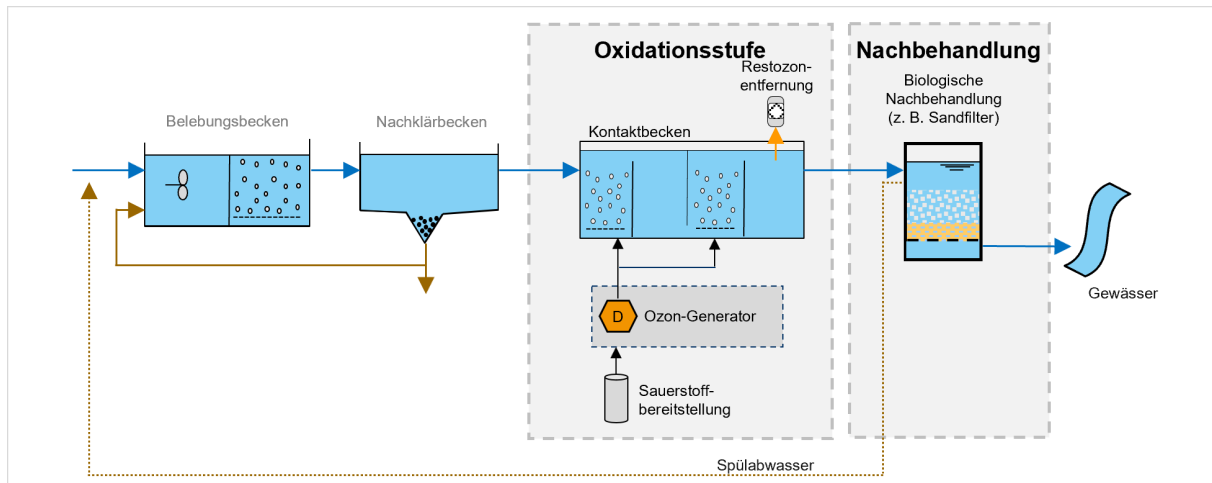 Oxidationsstufe
Nachbehandlung
Restozon-
entfernung
Biologische
Nachbehandlung
(z. B. Sandfilter)
Belebungsbecken
Nachklärbecken
Kontaktbecken
Gewässer
D
Ozon-Generator
Sauerstoff-
bereitstellung
Spülabwasser